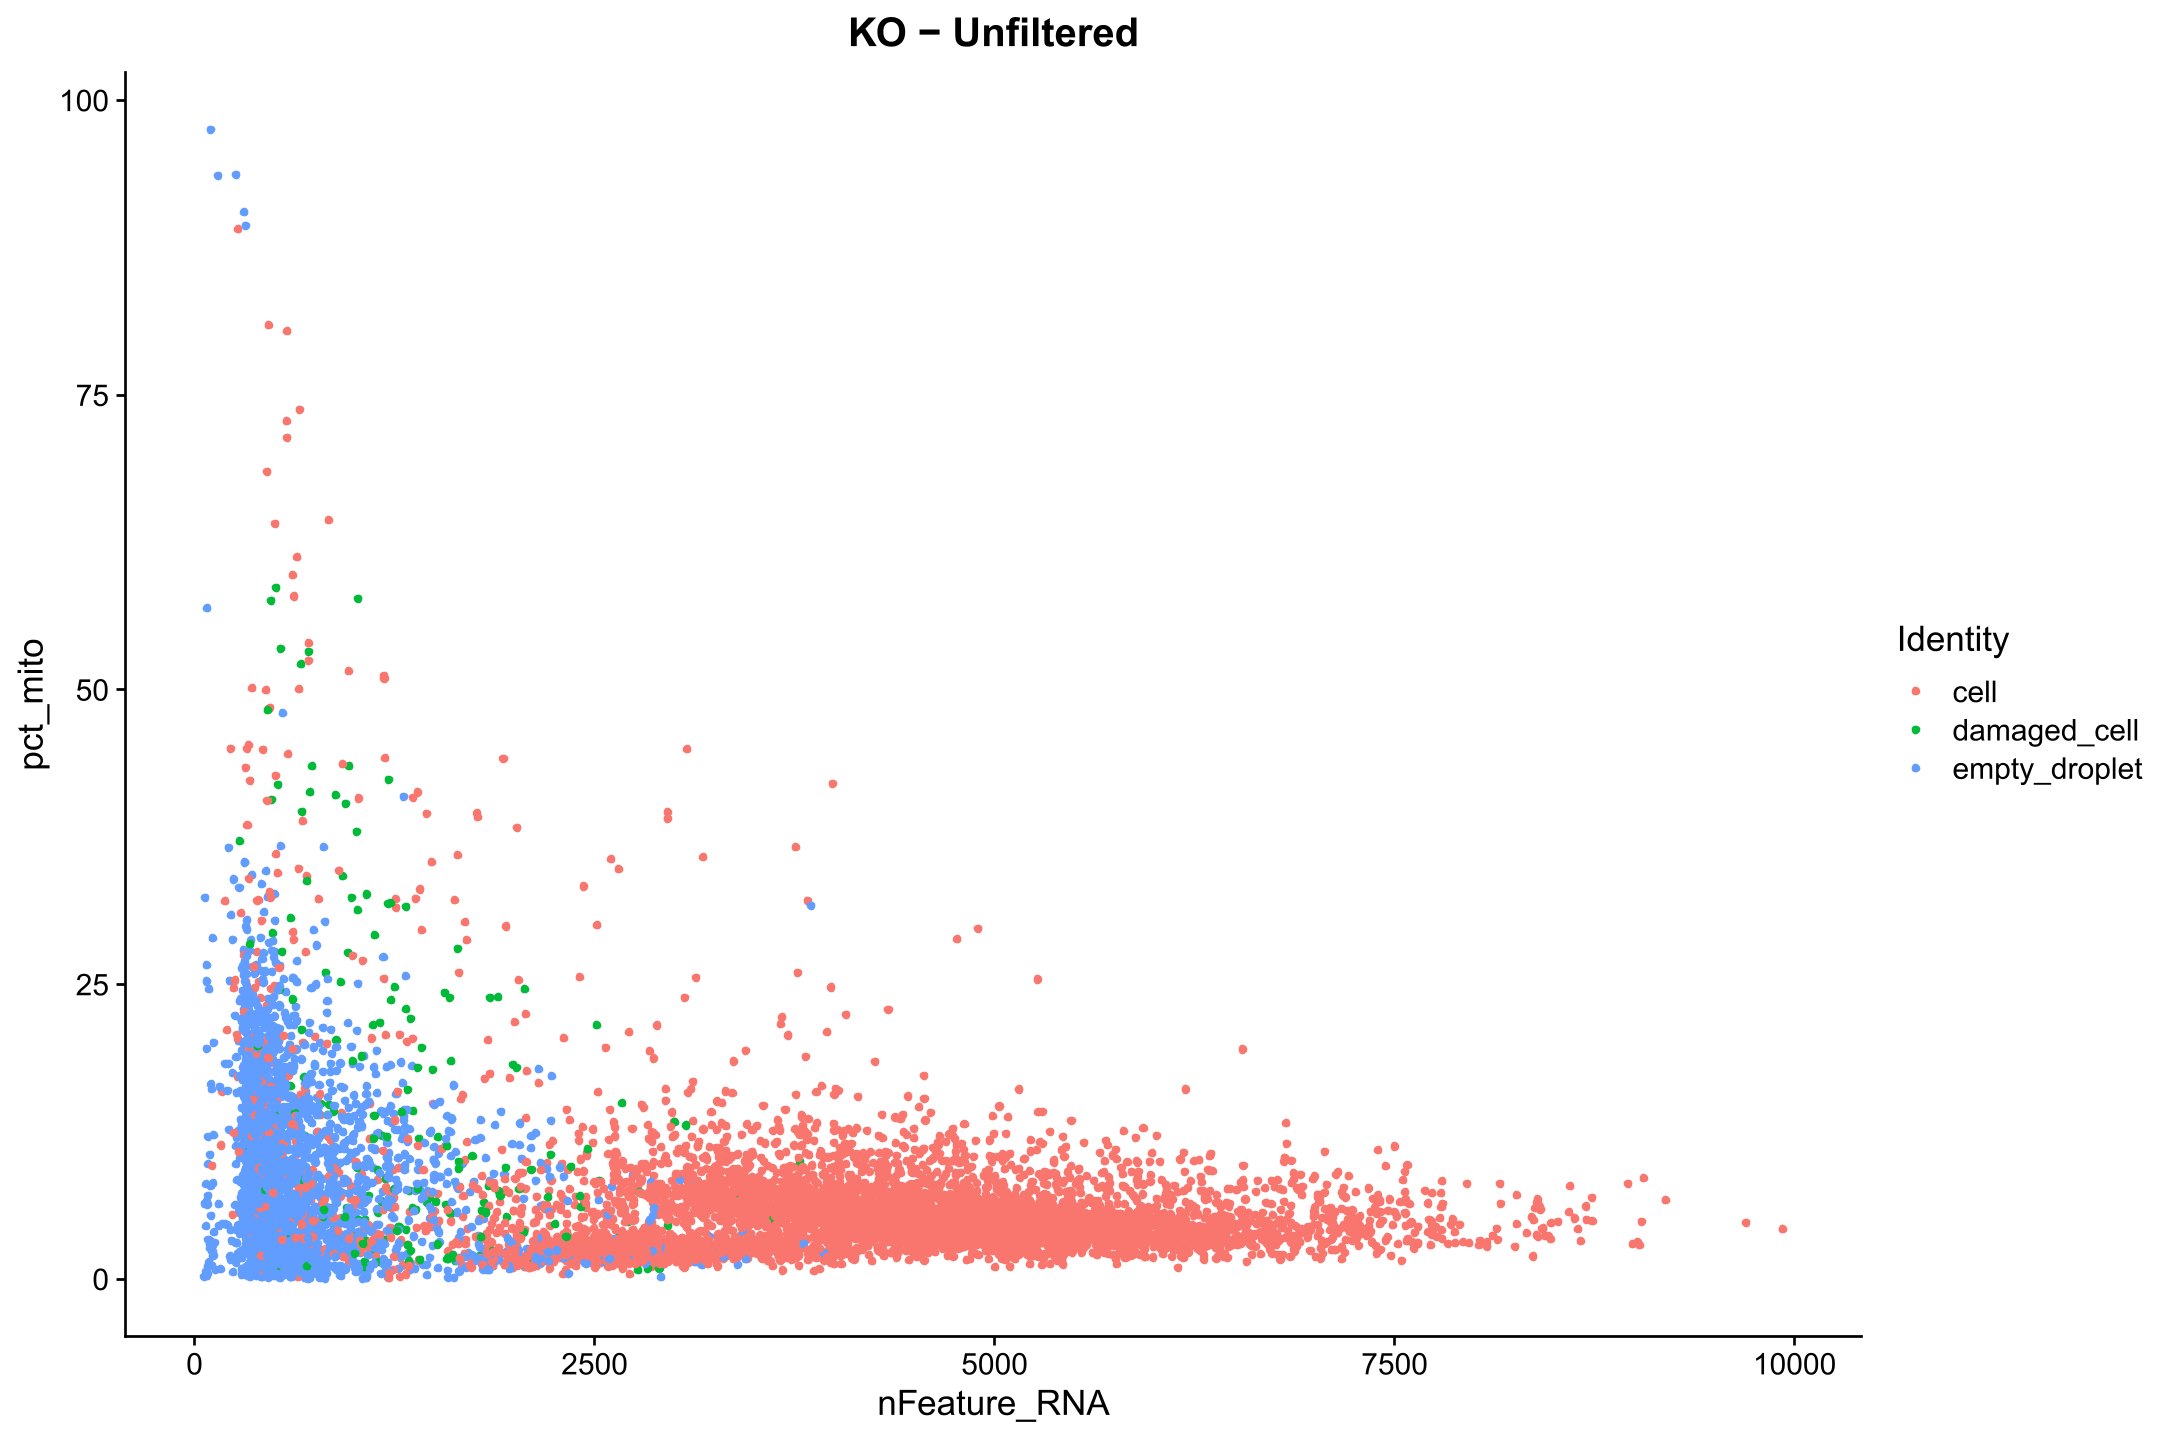 KO − Unfiltered
100
75
50
25
0
pct_mito
0
2500
5000
7500
10000
nFeature_RNA
Identity
cell
damaged_cell
empty_droplet